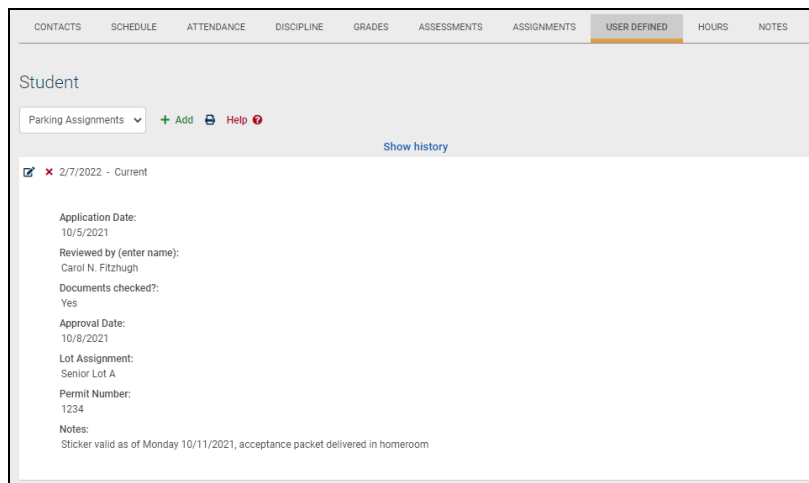 CONTACTS SCHEDULE ATTENDANCE DISCIPLINE GRADES ASSESSMENTS ASSIGNMENTS USER DEFINED HOURS NOTES
Student
Parking Assignments + Add Help ?
Show history
2/7/2022 - Current
Application Date:
10/5/2021
Reviewed by (enter name):
Carol N. Fitzhugh
Documents checked?:
Yes
Approval Date:
10/8/2021
Lot Assignment:
Senior Lot A
Permit Number:
1234
Notes:
Sticker valid as of Monday 10/11/2021, acceptance packet delivered in homeroom